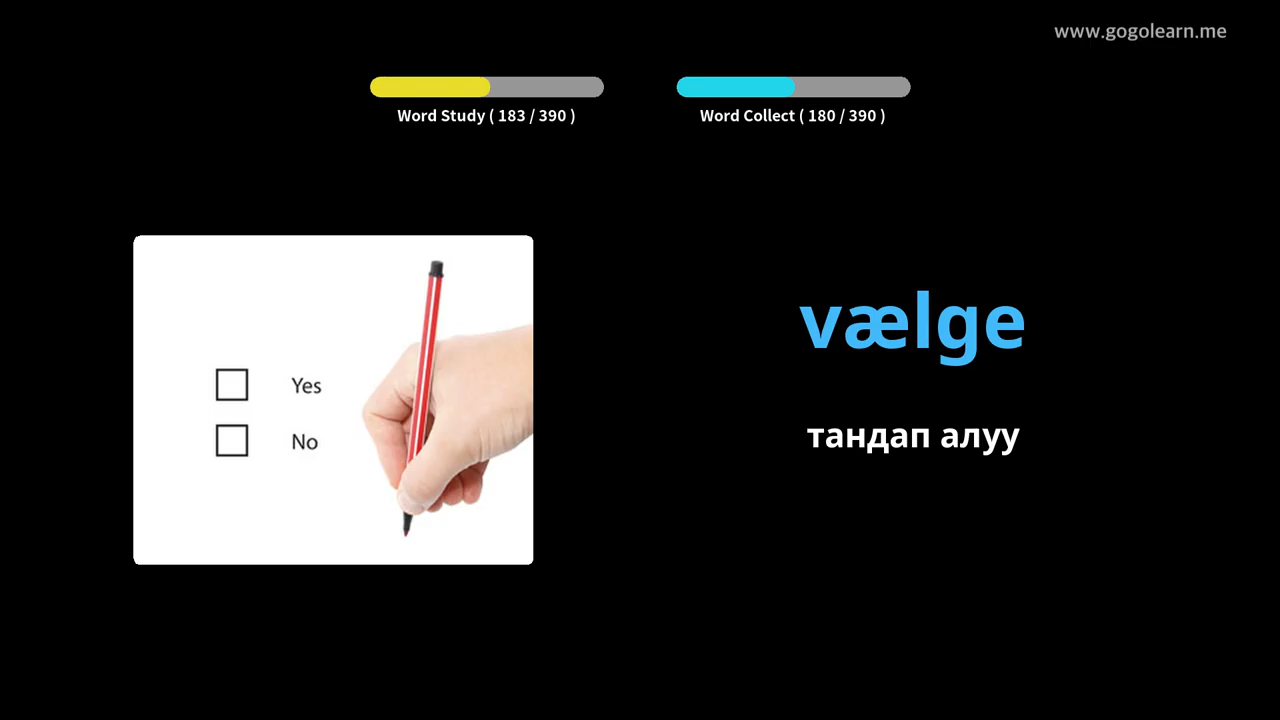 www.gogolearn.me
Word Study ( 183 / 390 )
Word Collect ( 180 / 390 )
Yes
No
vælge
тандап алуу